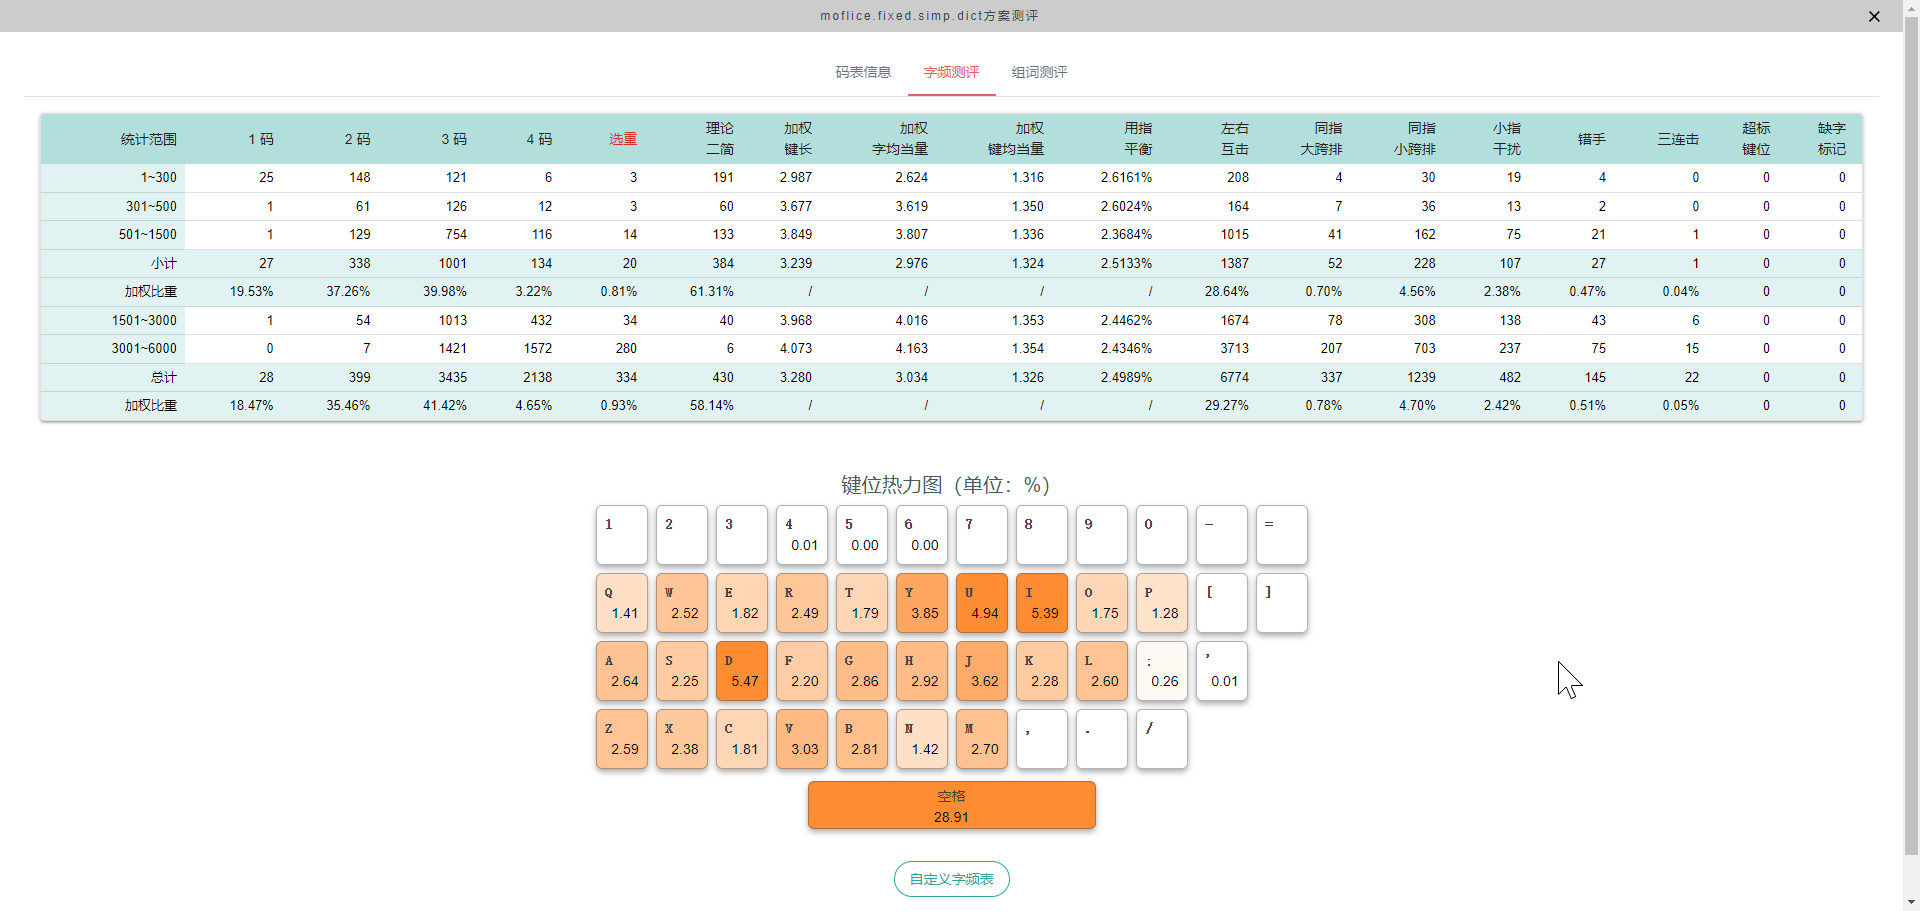 moflice.fixed.simp.dict方案测评
码表信息 字频测评 组词测评
统计范围 1 码 2 码 3 码 4 码 选重 理论二简 加权键长 加权字均当量 加权键均当量 用指平衡 左右互击 同指大跨排 同指小跨排 小指干扰 错手 三连击 超标键位 缺字标记
1~300 25 148 121 6 3 191 2.987 2.624 1.316 2.6161% 208 4 30 19 4 0 0 0
301~500 1 61 126 12 3 60 3.677 3.619 1.350 2.6024% 164 7 36 13 2 0 0 0
501~1500 1 129 754 116 14 133 3.849 3.807 1.336 2.3684% 1015 41 162 75 21 1 0 0
小计 27 338 1001 134 20 384 3.239 2.976 1.324 2.5133% 1387 52 228 107 27 1 0 0
加权比重 19.53% 37.26% 39.98% 3.22% 0.81% 61.31% / / / / 28.64% 0.70% 4.56% 2.38% 0.47% 0.04% 0 0
1501~3000 1 54 1013 432 34 40 3.968 4.016 1.353 2.4462% 1674 78 308 138 43 6 0 0
3001~6000 0 7 1421 1572 280 6 4.073 4.163 1.354 2.4346% 3713 207 703 237 75 15 0 0
总计 28 399 3435 2138 334 430 3.280 3.034 1.326 2.4989% 6774 337 1239 482 145 22 0 0
加权比重 18.47% 35.46% 41.42% 4.65% 0.93% 58.14% / / / / 29.27% 0.78% 4.70% 2.42% 0.51% 0.05% 0 0
键位热力图（单位：%）
1 2 3 4 5 6 7 8 9 0 - =
0.01 0.00 0.00
Q W E R T Y U I O P [ ]
1.41 2.52 1.82 2.49 1.79 3.85 4.94 5.39 1.75 1.28
A S D F G H J K L ; '
2.64 2.25 5.47 2.20 2.86 2.92 3.62 2.28 2.60 0.26 0.01
Z X C V B N M , . /
2.59 2.38 1.81 3.03 2.81 1.42 2.70
空格
28.91
自定义字频表